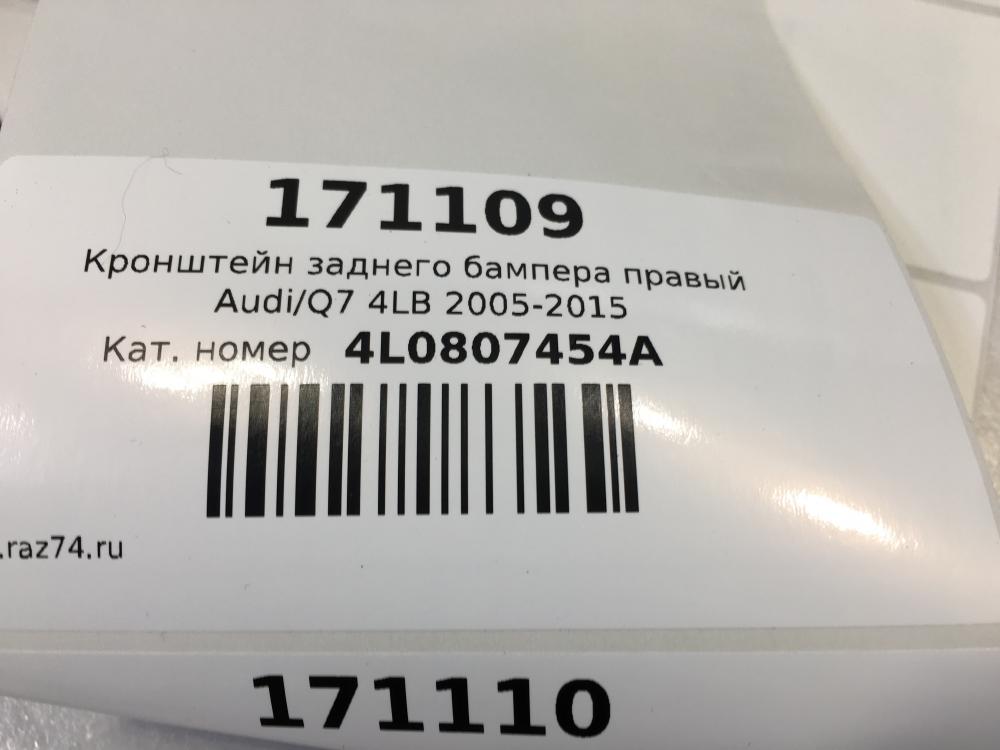 171109
Кронштейн заднего бампера правый
Audi/Q7 4LB 2005-2015
Кат. номер 4L0807454A
.raz74.ru
171110